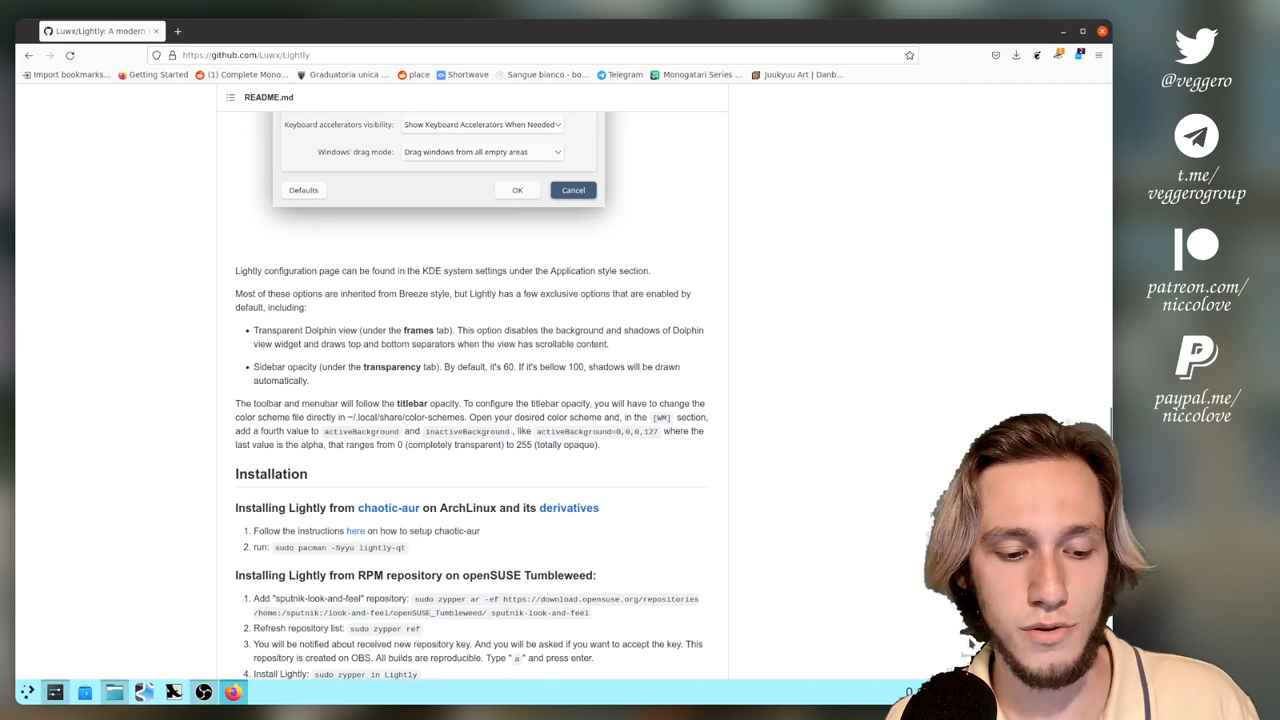 Luwx/Lightly: A modern s
https://github.com/Luwx/Lightly
Import bookmarks...
Getting Started
(1) Complete Mono...
Graduatoria unica ...
place
Shortwave
Sangue bianco - bo...
Telegram
Monogatari Series ...
Juukyuu Art | Danb...
README.md
Keyboard accelerators visibility: Show Keyboard Accelerators When Needed
Windows' drag mode: Drag windows from all empty areas
Defaults OK Cancel
Lightly configuration page can be found in the KDE system settings under the Application style section.
Most of these options are inherited from Breeze style, but Lightly has a few exclusive options that are enabled by
default, including:
• Transparent Dolphin view (under the frames tab). This option disables the background and shadows of Dolphin
view widget and draws top and bottom separators when the view has scrollable content.
• Sidebar opacity (under the transparency tab). By default, it's 60. If it's bellow 100, shadows will be drawn
automatically.
The toolbar and menubar will follow the titlebar opacity. To configure the titlebar opacity, you will have to change the
color scheme file directly in ~/.local/share/color-schemes. Open your desired color scheme and, in the [WM] section,
add a fourth value to activeBackground and inactiveBackground, like activeBackground=0,0,0,127 where the
last value is the alpha, that ranges from 0 (completely transparent) to 255 (totally opaque).
Installation
Installing Lightly from chaotic-aur on ArchLinux and its derivatives
1. Follow the instructions here on how to setup chaotic-aur
2. run: sudo pacman -Syyu lightly-qt
Installing Lightly from RPM repository on openSUSE Tumbleweed:
1. Add "sputnik-look-and-feel" repository: sudo zypper ar -ef https://download.opensuse.org/repositories
/home:/sputnik:/look-and-feel/openSUSE_Tumbleweed/ sputnik-look-and-feel
2. Refresh repository list: sudo zypper ref
3. You will be notified about received new repository key. And you will be asked if you want to accept the key. This
repository is created on OBS. All builds are reproducible. Type "a" and press enter.
4. Install Lightly: sudo zypper in Lightly
@veggero
t.me/
veggerogroup
patreon.com/
niccolove
paypal.me/
niccolove